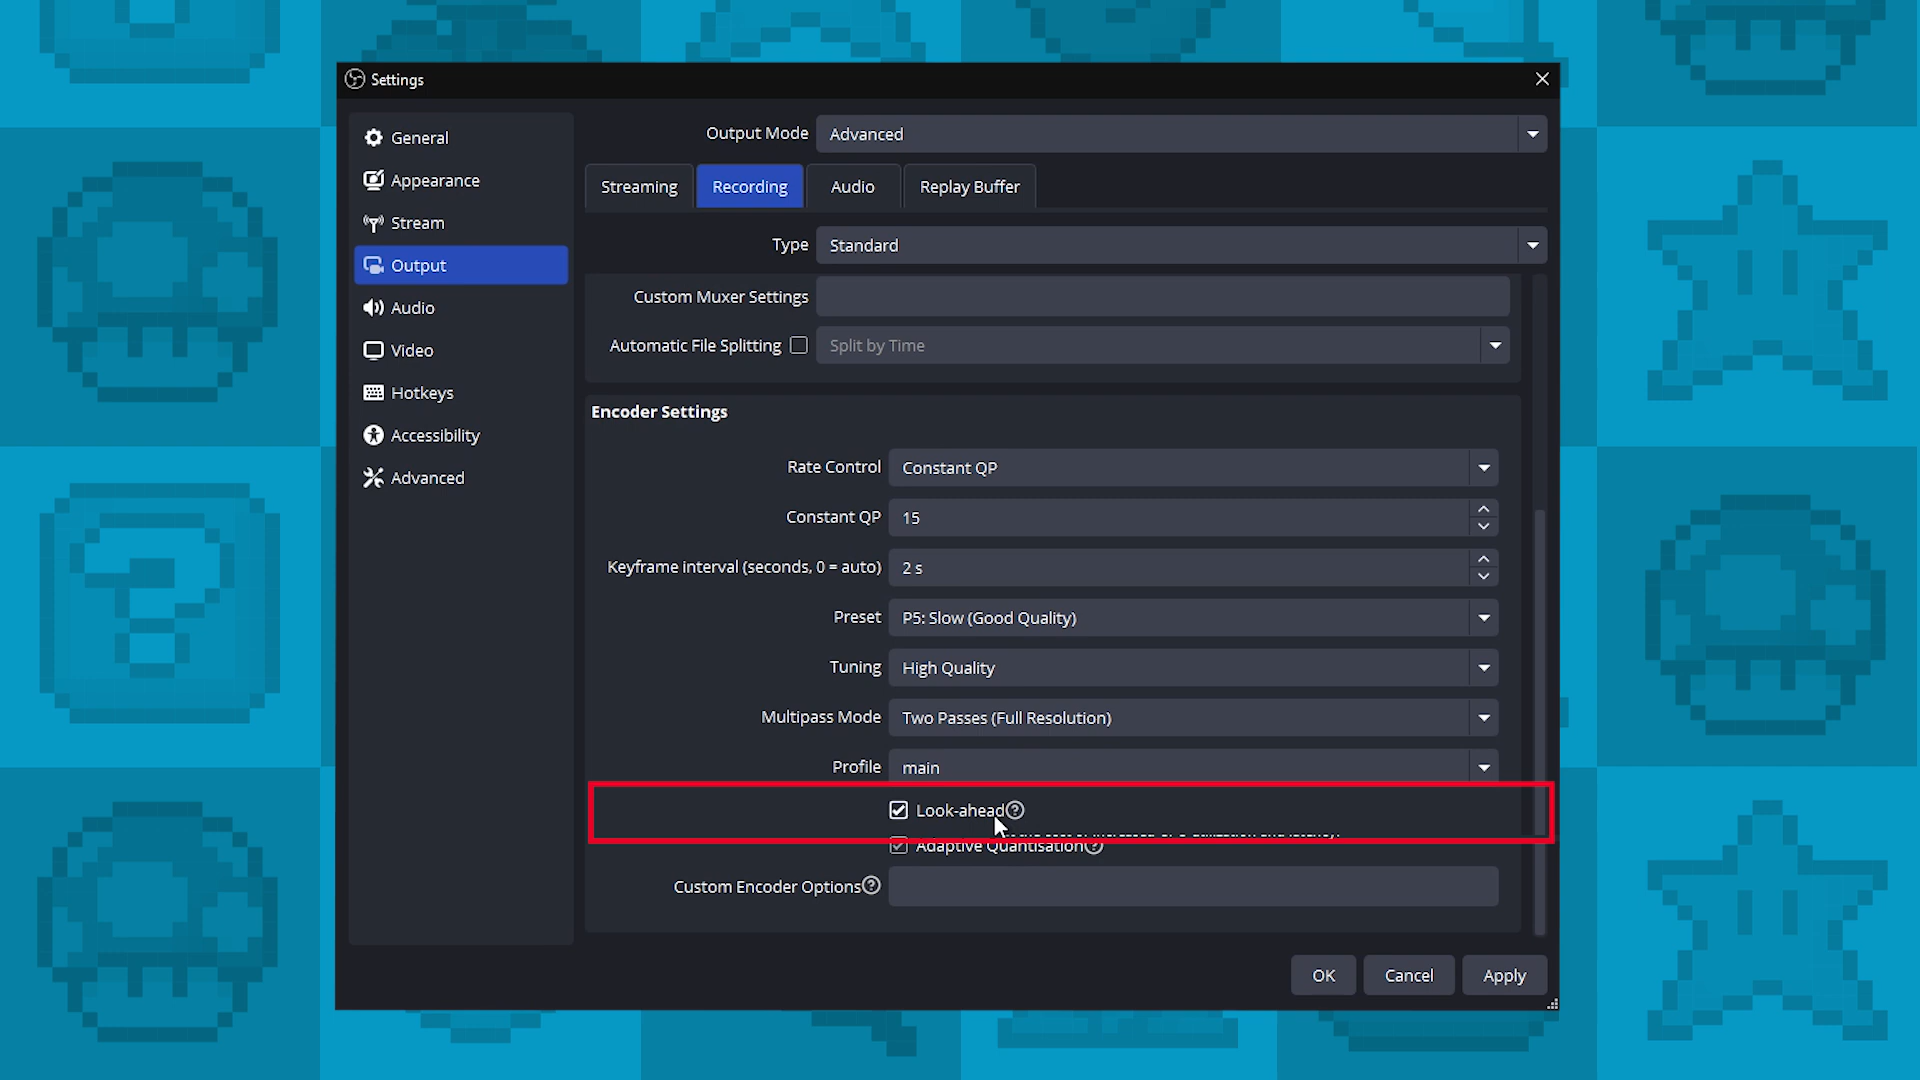 Settings
General
Appearance
Stream
Output
Audio
Video
Hotkeys
Accessibility
Advanced
Output Mode Advanced
Streaming Recording Audio Replay Buffer
Type Standard
Custom Muxer Settings
Automatic File Splitting Split by Time
Encoder Settings
Rate Control Constant QP
Constant QP 15
Keyframe interval (seconds, 0 = auto) 2 s
Preset P5: Slow (Good Quality)
Tuning High Quality
Multipass Mode Two Passes (Full Resolution)
Profile main
Look-ahead
Adaptive Quantisation
Custom Encoder Options
OK Cancel Apply